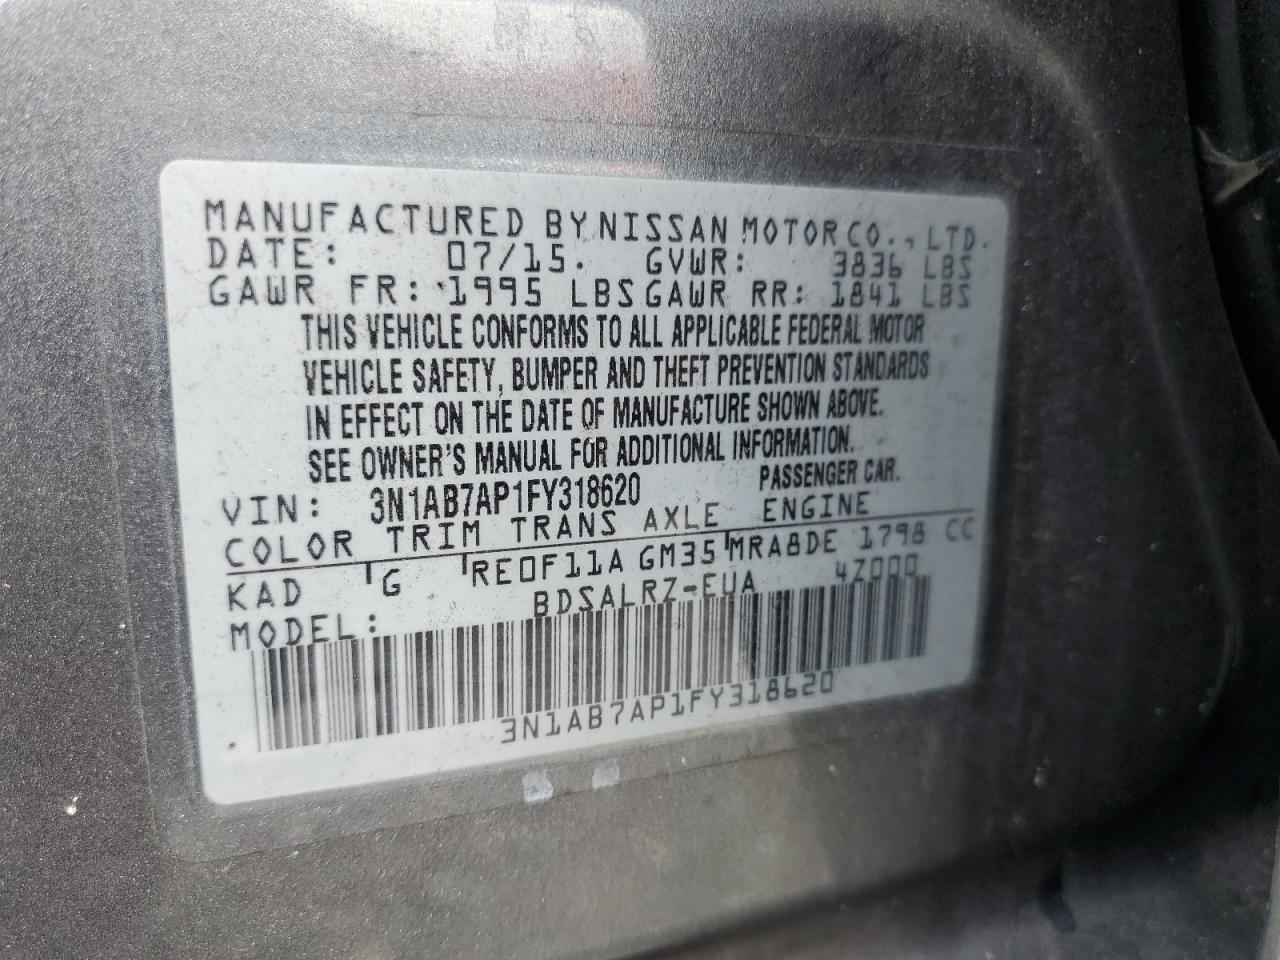 MANUFACTURED BY NISSAN MOTOR CO., LTD.
DATE: 07/15. GVWR: 3836 LBS
GAWR FR: 1995 LBS GAWR RR: 1841 LBS
THIS VEHICLE CONFORMS TO ALL APPLICABLE FEDERAL MOTOR
VEHICLE SAFETY, BUMPER AND THEFT PREVENTION STANDARDS
IN EFFECT ON THE DATE OF MANUFACTURE SHOWN ABOVE.
SEE OWNER'S MANUAL FOR ADDITIONAL INFORMATION.
VIN: 3N1AB7AP1FY318620 PASSENGER CAR.
COLOR TRIM TRANS AXLE ENGINE
KAD G RE0F11A GM35 MRA8DE 1798 CC
MODEL: BDSALRZ-EUA 4Z000
3N1AB7AP1FY318620